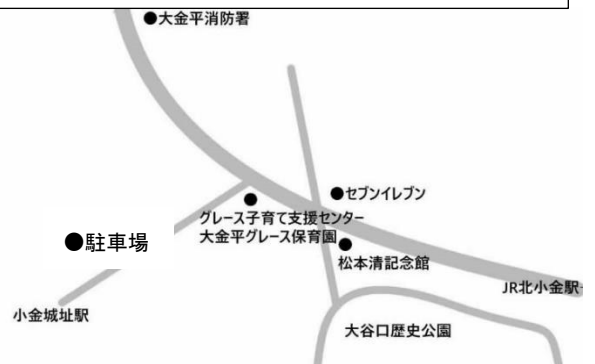 ●大金平消防署
●セブンイレブン
グレース子育て支援センター
大金平グレース保育園
●駐車場
松本清記念館
JR北小金駅
小金城址駅
大谷口歴史公園